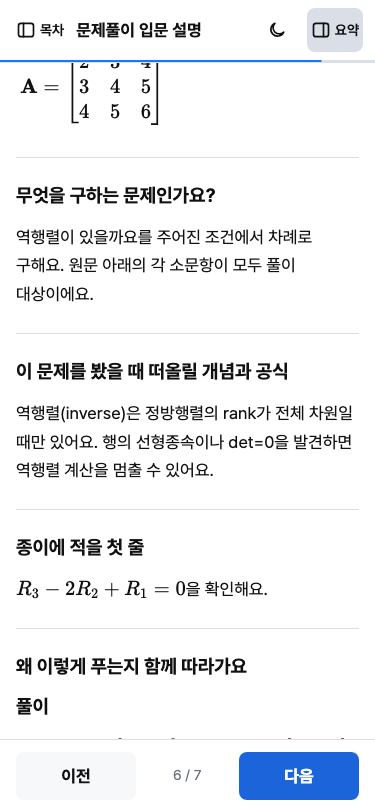 목차 문제풀이 입문 설명 요약
A = [2 3 4
3 4 5
4 5 6]
무엇을 구하는 문제인가요?
역행렬이 있을까요를 주어진 조건에서 차례로
구해요. 원문 아래의 각 소문항이 모두 풀이
대상이에요.
이 문제를 봤을 때 떠올릴 개념과 공식
역행렬(inverse)은 정방행렬의 rank가 전체 차원일
때만 있어요. 행의 선형종속이나 det=0을 발견하면
역행렬 계산을 멈출 수 있어요.
종이에 적을 첫 줄
R₃ − 2R₂ + R₁ = 0을 확인해요.
왜 이렇게 푸는지 함께 따라가요
풀이
이전 6 / 7 다음